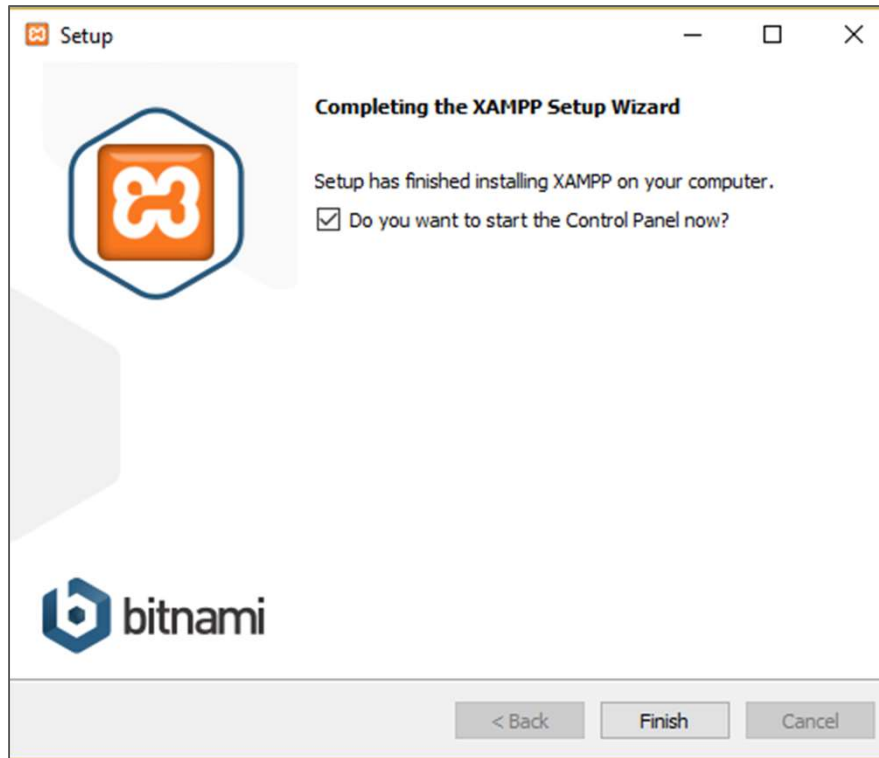 Setup
Completing the XAMPP Setup Wizard
Setup has finished installing XAMPP on your computer.
Do you want to start the Control Panel now?
bitnami
< Back
Finish
Cancel